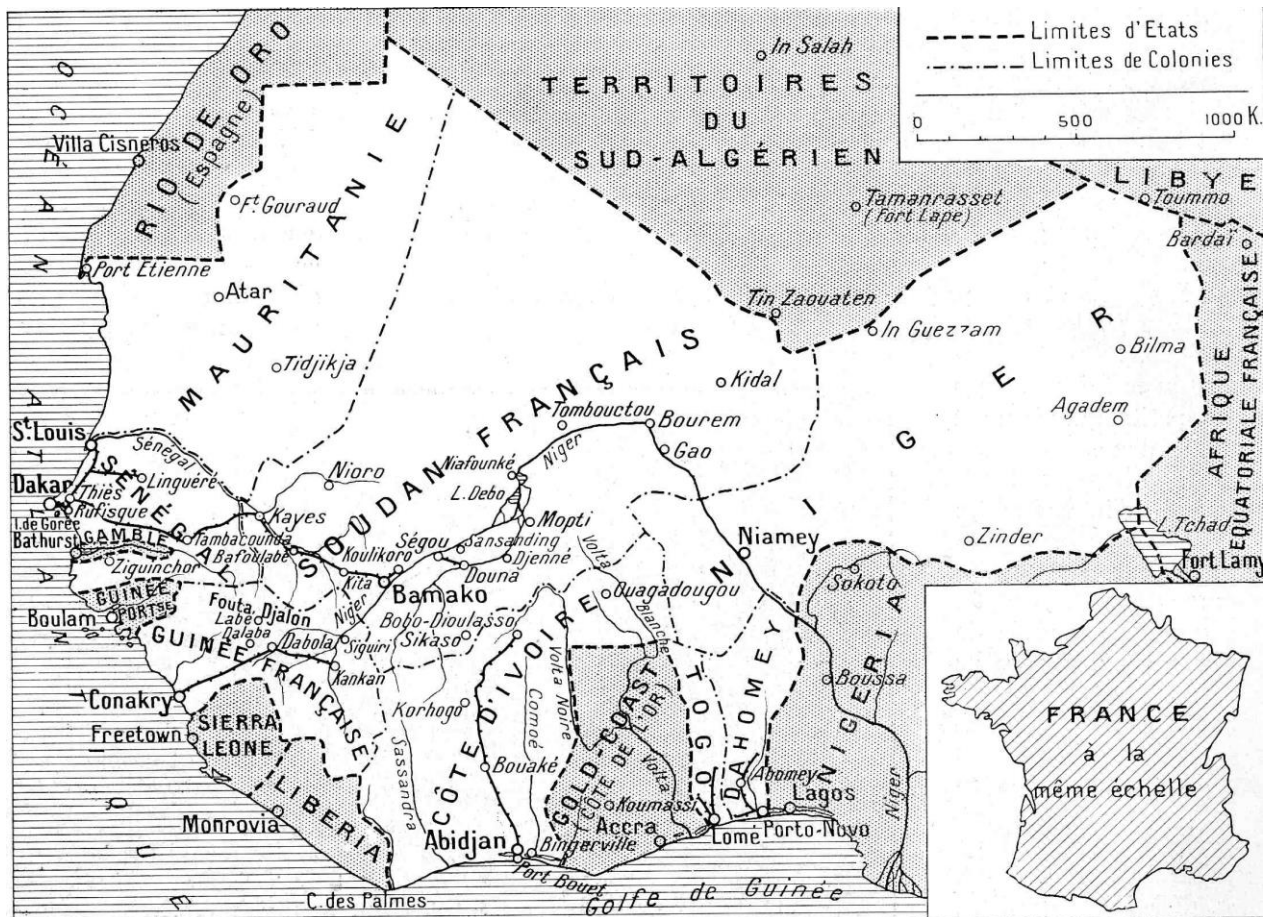 Limites d'Etats
Limites de Colonies
0 500 1000 K.
OCÉAN ATLANTIQUE
RIO DE ORO
(Espagne)
Villa Cisneros
Ft. Gouraud
Port Etienne
Atar
MAURITANIE
Tidjikja
In Salah
TERRITOIRES
DU
SUD-ALGÉRIEN
Tamanrasset
(Fort Lape)
Tin Zaouaten
In Guezzam
LIBYE
Toummo
Bardaï
AFRIQUE
EQUATORIALE FRANÇAISE
NIGER
Bilma
Agadem
Zinder
L. Tchad
Fort Lamy
SOUDAN FRANÇAIS
Kidal
Tombouctou
Bourem
Niger
Gao
Niafounké
L. Debo
Mopti
Nioro
St. Louis
Sénégal
SÉNÉGAL
Linguère
Dakar
Thiès
Rufisque
I. de Gorée
Kayes
Bathurst
GAMBIE
Tambacounda
Bafoulabé
Ziguinchor
Koulikoro
Kita
Ségou
Sansanding
Djenné
Douna
Bamako
Niamey
Volta
Blanche
Ouagadougou
Sokoto
GUINÉE
PORTSE
Boulam
Fouta Djalon
Labé
Dalaba
Dabola
Niger
Siguiri
Bobo-Dioulasso
Sikaso
GUINÉE FRANÇAISE
Kankan
Conakry
SIERRA
LEONE
Freetown
LIBERIA
Monrovia
Korhogo
Sassandra
CÔTE D'IVOIRE
Comoé
Volta Noire
Bouaké
Abidjan
Bingerville
Port Bouet
C. des Palmes
GOLD-COAST
(CÔTE DE L'OR)
Volta
Koumassi
Accra
TOGO
Lomé
DAHOMEY
Abomey
Porto-Novo
NIGERIA
Boussa
Lagos
Niger
Golfe de Guinée
FRANCE
à la
même échelle